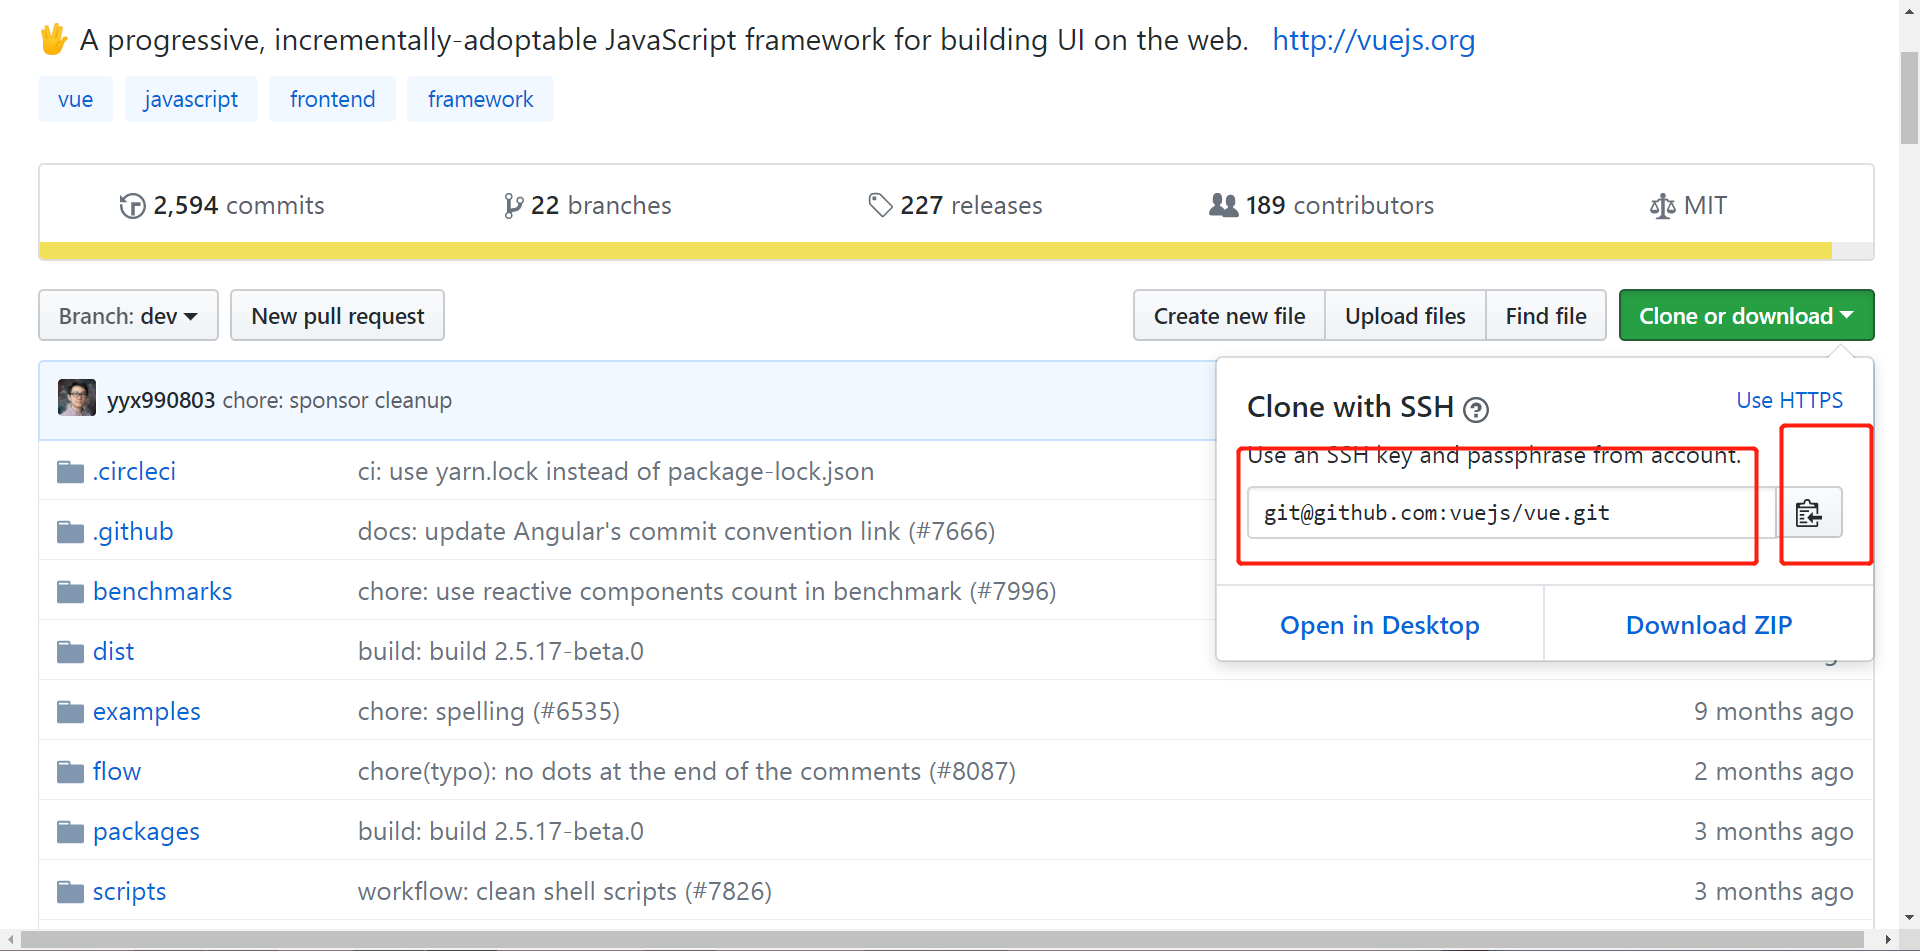 🖖 A progressive, incrementally-adoptable JavaScript framework for building UI on the web. http://vuejs.org
vue javascript frontend framework
2,594 commits 22 branches 227 releases 189 contributors MIT
Branch: dev New pull request Create new file Upload files Find file Clone or download
yyx990803 chore: sponsor cleanup
Clone with SSH Use HTTPS
Use an SSH key and passphrase from account.
git@github.com:vuejs/vue.git
Open in Desktop Download ZIP
.circleci ci: use yarn.lock instead of package-lock.json
.github docs: update Angular's commit convention link (#7666)
benchmarks chore: use reactive components count in benchmark (#7996)
dist build: build 2.5.17-beta.0
examples chore: spelling (#6535) 9 months ago
flow chore(typo): no dots at the end of the comments (#8087) 2 months ago
packages build: build 2.5.17-beta.0 3 months ago
scripts workflow: clean shell scripts (#7826) 3 months ago